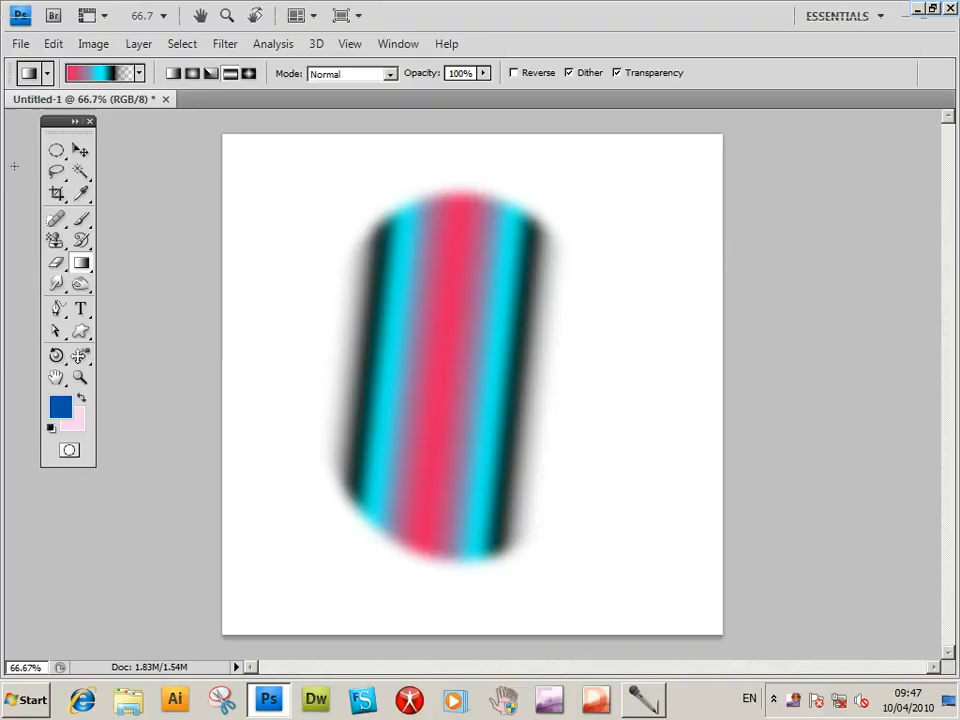 Ps Br 66.7 ESSENTIALS
File Edit Image Layer Select Filter Analysis 3D View Window Help
Mode: Normal Opacity: 100% Reverse Dither Transparency
Untitled-1 @ 66.7% (RGB/8) * x
T
66.67% Doc: 1.83M/1.54M
Start Ai Ps Dw FS EN 09:47
10/04/2010